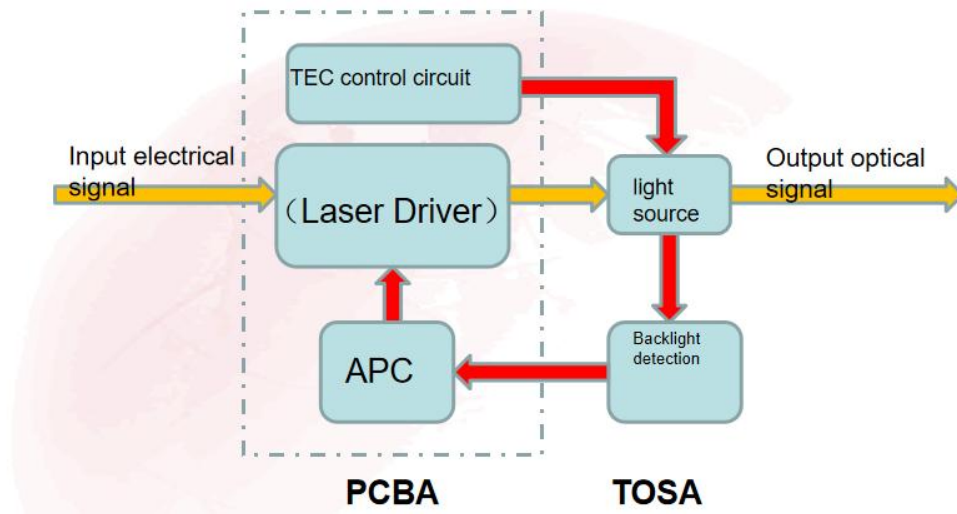 TEC control circuit
Input electrical
signal
（Laser Driver）
light
source
Output optical
signal
Backlight
detection
APC
PCBA
TOSA